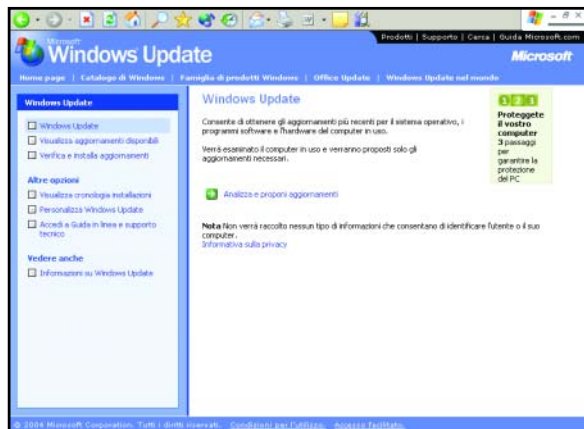 Prodotti | Supporto | Cerca | Guida Microsoft.com
Microsoft
Windows Update
Microsoft
Home page | Catalogo di Windows | Famiglia di prodotti Windows | Office Update | Windows Update nel mondo
Windows Update
Windows Update
Visualizza aggiornamenti disponibili
Verifica e installa aggiornamenti
Altre opzioni
Visualizza cronologia installazioni
Personalizza Windows Update
Accedi a Guida in linea e supporto
tecnico
Vedere anche
Informazioni su Windows Update
Windows Update
Consente di ottenere gli aggiornamenti più recenti per il sistema operativo, i
programmi software e l'hardware del computer in uso.
Verrà esaminato il computer in uso e verranno proposti solo gli
aggiornamenti necessari.
Analizza e proponi aggiornamenti
Nota Non verrà raccolto nessun tipo di informazioni che consentano di identificare l'utente o il suo
computer.
Informativa sulla privacy
1 2 3
Proteggete
il vostro
computer
3 passaggi
per
garantire la
protezione
del PC
© 2004 Microsoft Corporation. Tutti i diritti riservati. Condizioni per l'utilizzo. Accesso facilitato.